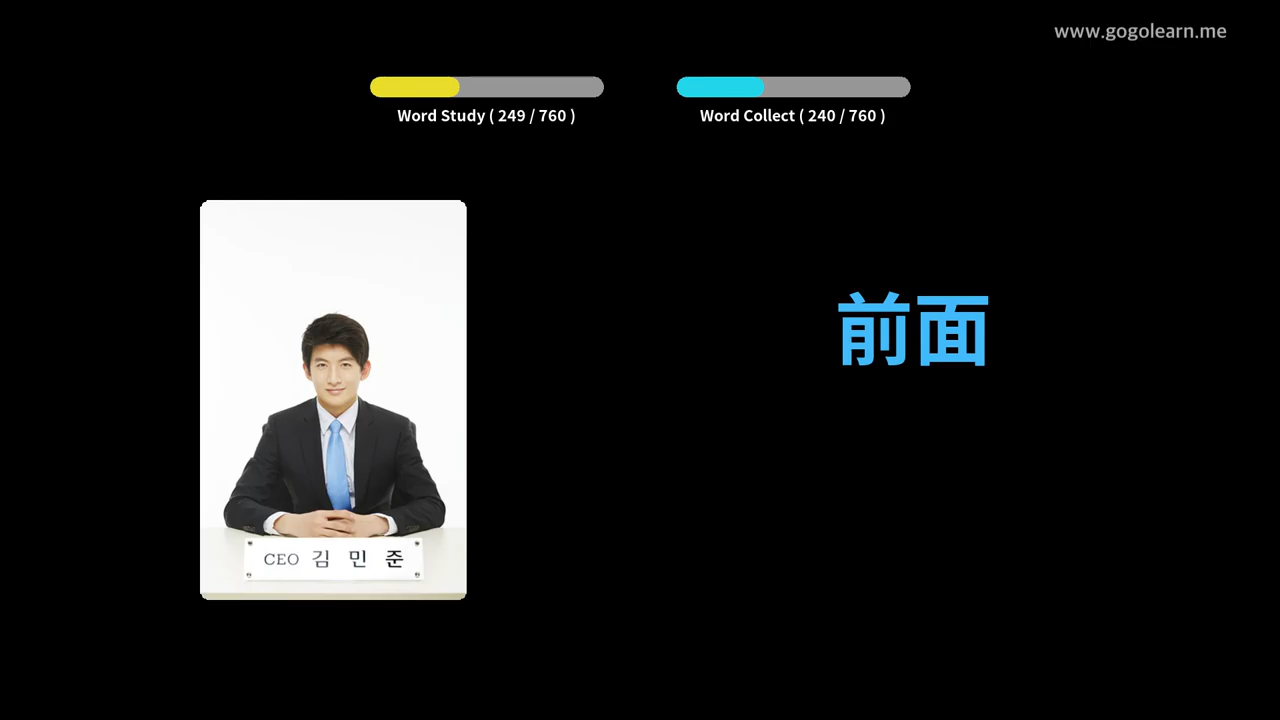 www.gogolearn.me
Word Study ( 249 / 760 )
Word Collect ( 240 / 760 )
前面
CEO 김 민 준